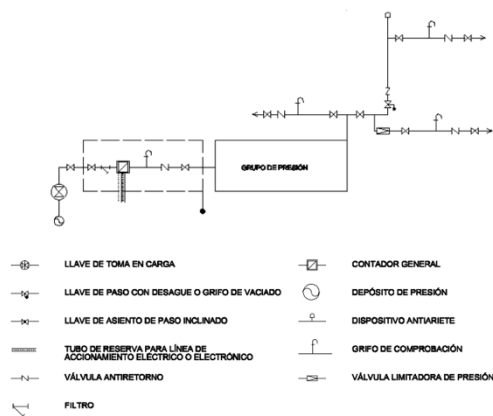 GRUPO DE PRESIÓN
LLAVE DE TOMA EN CARGA
LLAVE DE PASO CON DESAGUE O GRIFO DE VACIADO
LLAVE DE ASIENTO DE PASO INCLINADO
TUBO DE RESERVA PARA LÍNEA DE
ACCIONAMIENTO ELÉCTRICO O ELECTRÓNICO
VÁLVULA ANTIRETORNO
FILTRO
CONTADOR GENERAL
DEPÓSITO DE PRESIÓN
DISPOSITIVO ANTIARIETE
GRIFO DE COMPROBACIÓN
VÁLVULA LIMITADORA DE PRESIÓN